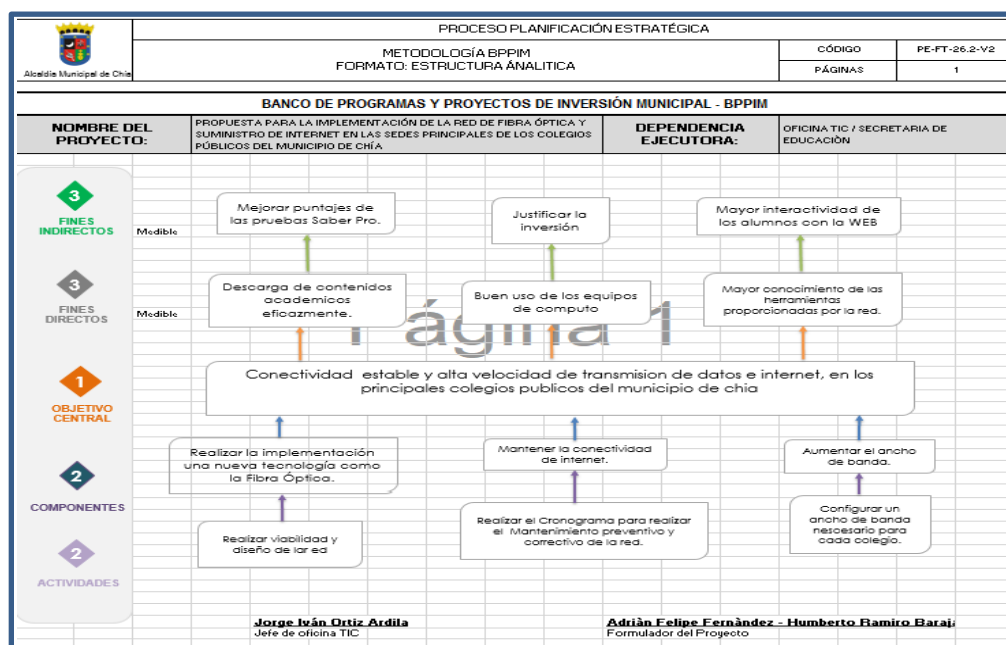 PROCESO PLANIFICACIÓN ESTRATÉGICA
Alcaldía Municipal de Chía
METODOLOGÍA BPPIM
FORMATO: ESTRUCTURA ÁNALITICA
CÓDIGO
PE-FT-26.2-V2
PÁGINAS
1
BANCO DE PROGRAMAS Y PROYECTOS DE INVERSIÓN MUNICIPAL - BPPIM
NOMBRE DEL
PROYECTO:
PROPUESTA PARA LA IMPLEMENTACIÓN DE LA RED DE FIBRA ÓPTICA Y
SUMINISTRO DE INTERNET EN LAS SEDES PRINCIPALES DE LOS COLEGIOS
PÚBLICOS DEL MUNICIPIO DE CHÍA
DEPENDENCIA
EJECUTORA:
OFICINA TIC / SECRETARIA DE
EDUCACIÒN
3
FINES
INDIRECTOS
Medible
Mejorar puntajes de
las pruebas Saber Pro.
Justificar la
inversión
Mayor interactividad de
los alumnos con la WEB
3
FINES
DIRECTOS
Medible
Descarga de contenidos
academicos
eficazmente.
Buen uso de los equipos
de computo
Mayor conocimiento de las
herramientas
proporcionadas por la red.
Página 1
1
OBJETIVO
CENTRAL
Conectividad estable y alta velocidad de transmision de datos e internet, en los
principales colegios publicos del municipio de chia
2
COMPONENTES
Realizar la implementación
una nueva tecnología como
la Fibra Óptica.
Mantener la conectividad
de internet.
Aumentar el ancho
de banda.
2
ACTIVIDADES
Realizar viabilidad y
diseño de lar ed
Realizar el Cronograma para realizar
el Mantenimiento preventivo y
correctivo de la red.
Configurar un
ancho de banda
nescesario para
cada colegio.
Jorge Iván Ortiz Ardila
Jefe de oficina TIC
Adriàn Felipe Fernàndez - Humberto Ramiro Baraj
Formulador del Proyecto